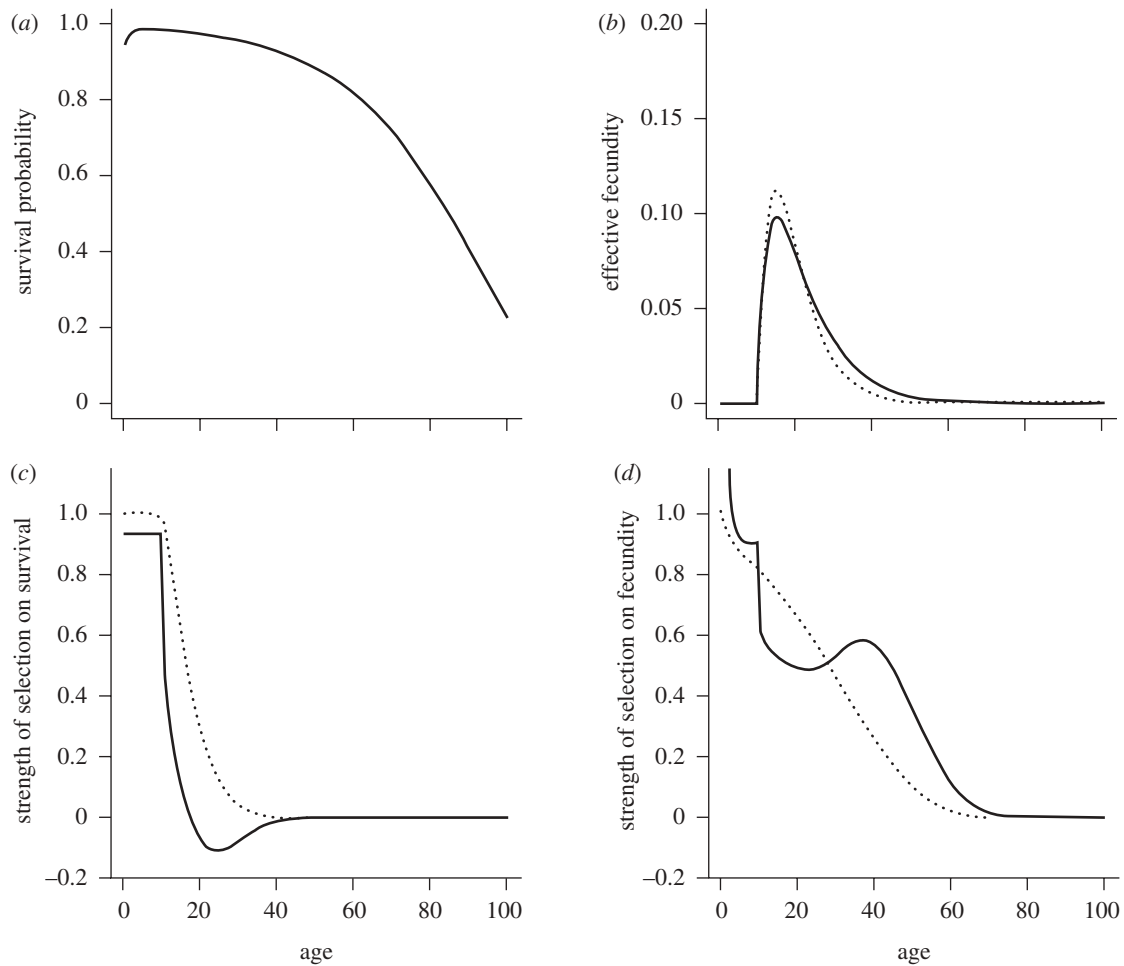 (a)
survival probability
1.0
0.8
0.6
0.4
0.2
0
(b)
effective fecundity
0.20
0.15
0.10
0.05
0
(c)
strength of selection on survival
1.0
0.8
0.6
0.4
0.2
0
–0.2
0 20 40 60 80 100
age
(d)
strength of selection on fecundity
1.0
0.8
0.6
0.4
0.2
0
–0.2
0 20 40 60 80 100
age